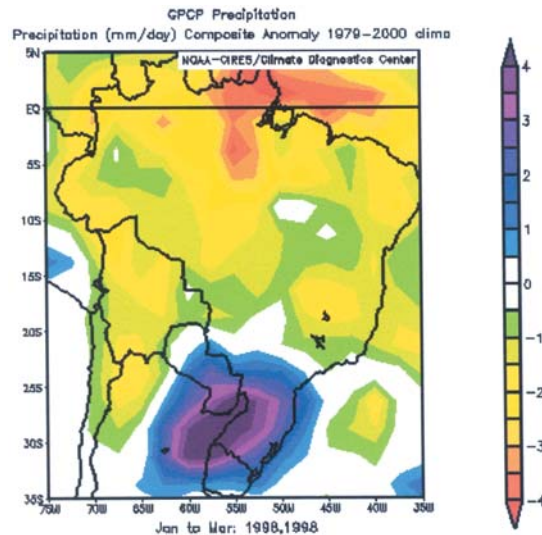 GPCP Precipitation
Precipitation (mm/day) Composite Anomaly 1979-2000 climo
NOAA-CIRES/Climate Diagnostics Center
5N
EQ
5S
10S
15S
20S
25S
30S
35S
75W 70W 65W 60W 55W 50W 45W 40W 35W
Jan to Mar: 1998,1998
4
3
2
1
0
-1
-2
-3
-4